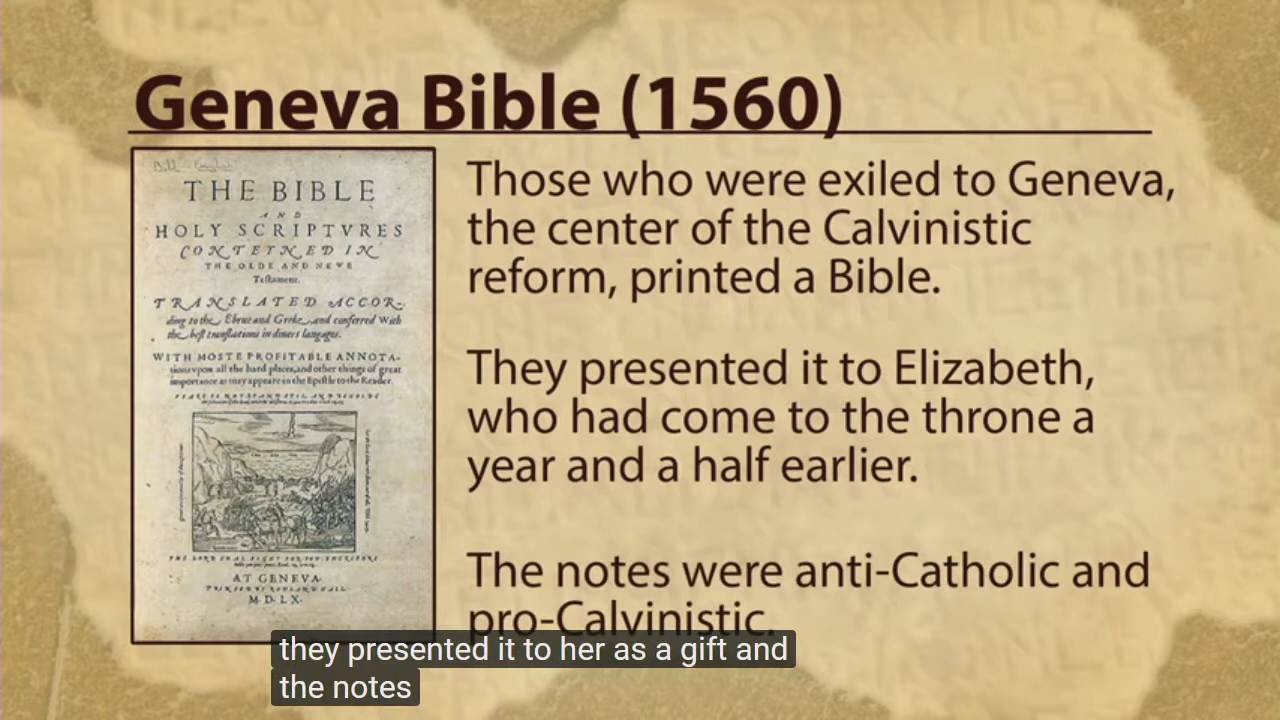 Geneva Bible (1560)
THE BIBLE
AND
HOLY SCRIPTVRES
CONTEYNED IN
THE OLDE AND NEWE
Testament.
TRANSLATED ACCOR-
ding to the Ebrue and Greke, and conferred With
the best translations in diuers langages.
WITH MOSTE PROFITABLE ANNOTA-
tions vpon all the hard places, and other things of great
importance as may appeare in the Epistle to the Reader.
AT GENEVA.
M.D.LX.
Those who were exiled to Geneva,
the center of the Calvinistic
reform, printed a Bible.
They presented it to Elizabeth,
who had come to the throne a
year and a half earlier.
The notes were anti-Catholic and
pro-Calvinistic.
they presented it to her as a gift and
the notes